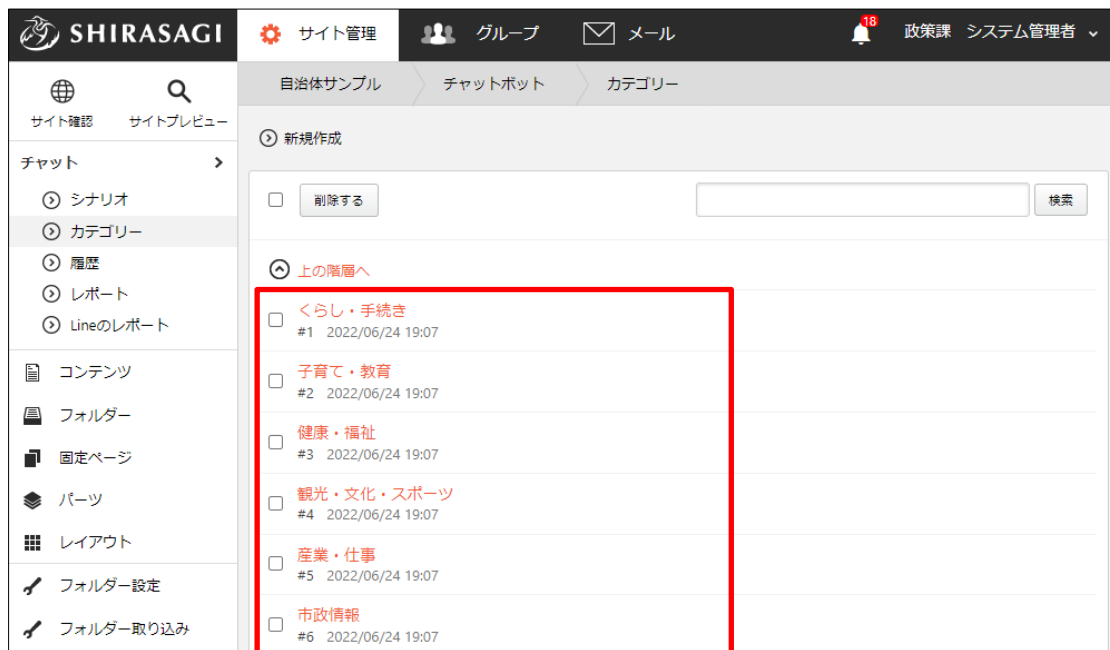 SHIRASAGI
サイト管理
グループ
メール
18
政策課 システム管理者
サイト確認
サイトプレビュー
自治体サンプル
チャットボット
カテゴリー
チャット
シナリオ
カテゴリー
履歴
レポート
Lineのレポート
コンテンツ
フォルダー
固定ページ
パーツ
レイアウト
フォルダー設定
フォルダー取り込み
新規作成
削除する
検索
上の階層へ
くらし・手続き
#1 2022/06/24 19:07
子育て・教育
#2 2022/06/24 19:07
健康・福祉
#3 2022/06/24 19:07
観光・文化・スポーツ
#4 2022/06/24 19:07
産業・仕事
#5 2022/06/24 19:07
市政情報
#6 2022/06/24 19:07